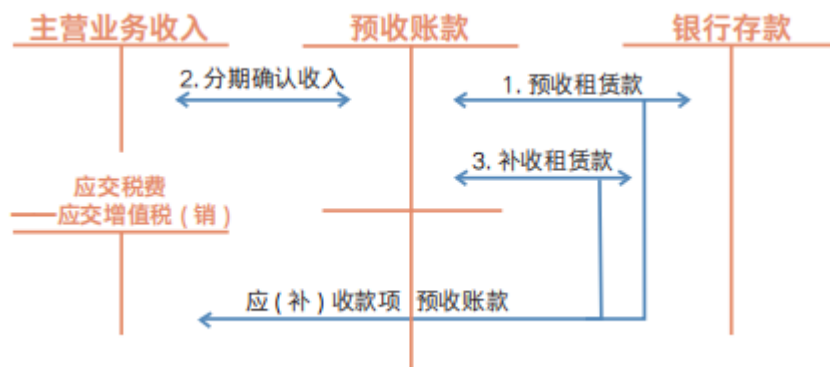 主营业务收入 预收账款 银行存款
2. 分期确认收入 1. 预收租赁款
3. 补收租赁款
应交税费
——应交增值税 ( 销 )
应 ( 补 ) 收款项 预收账款